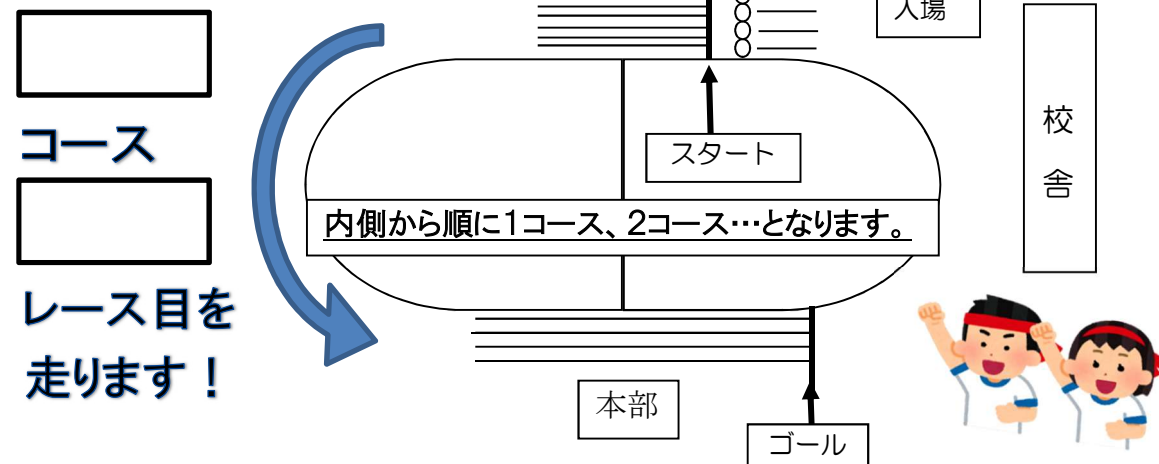 入場
コース
スタート
校
舎
内側から順に1コース、2コース…となります。
レース目を
走ります！
本部
ゴール